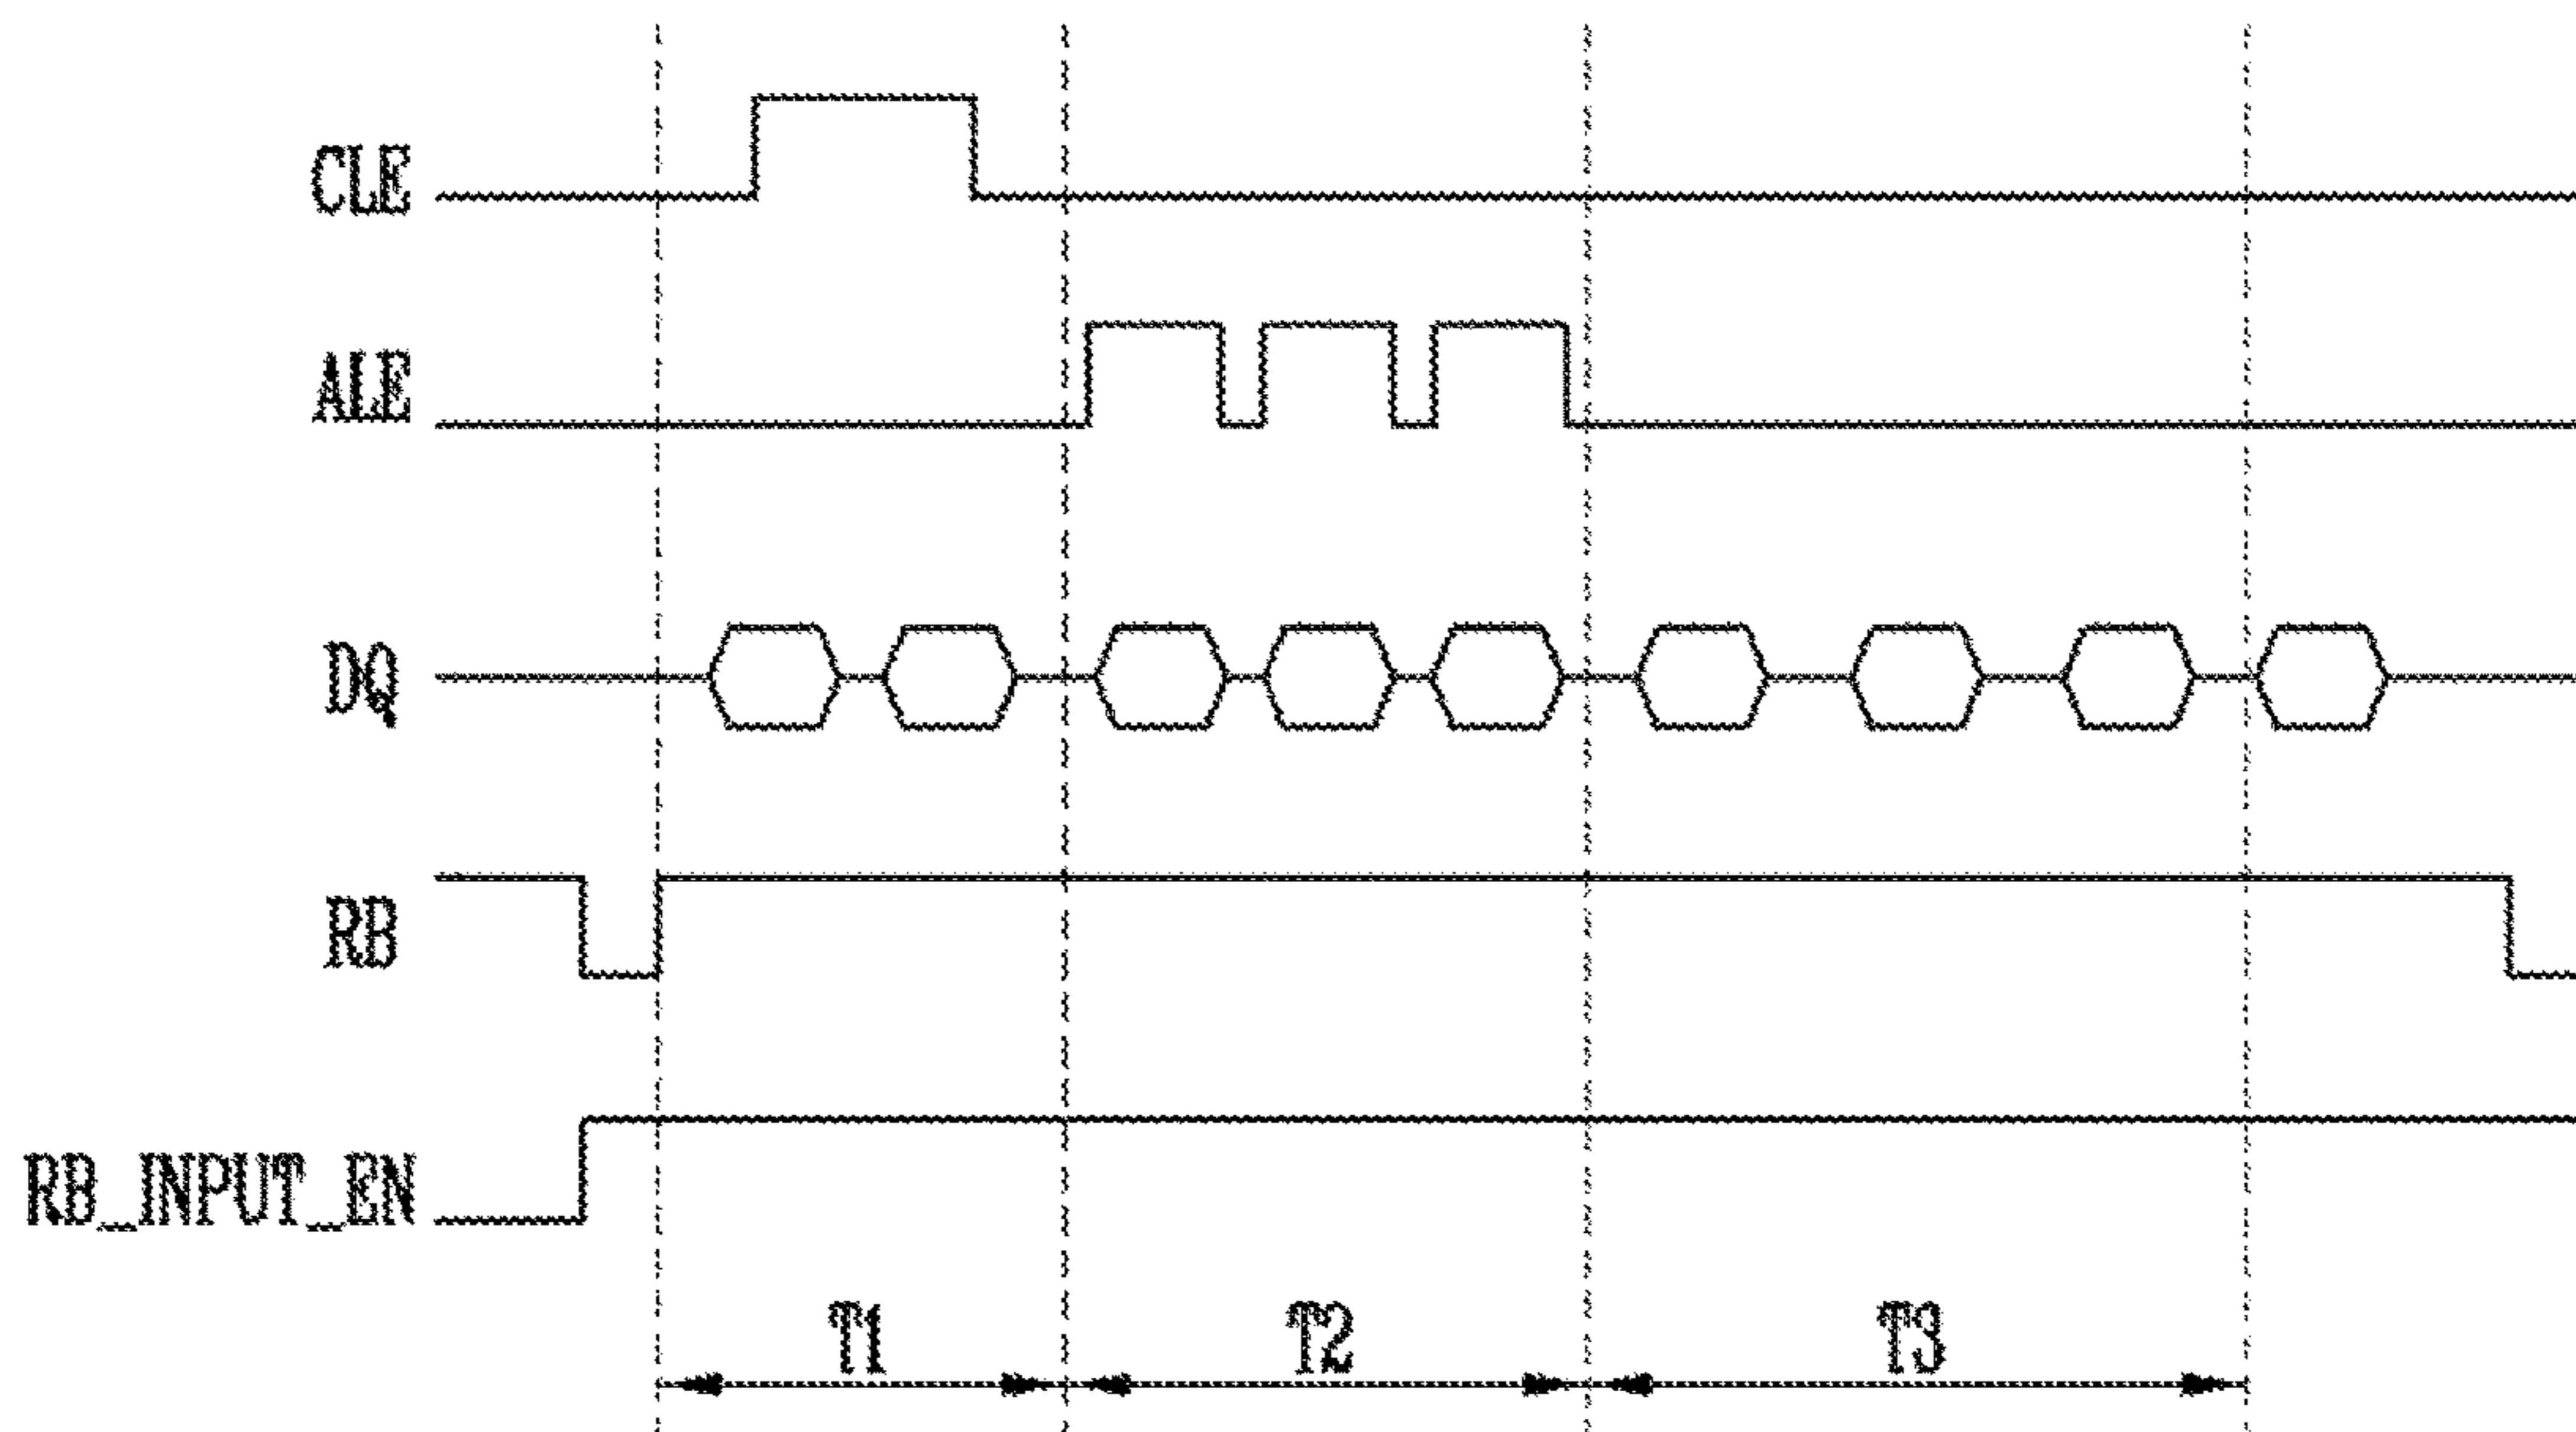 CLE
ALE
DQ
RB
RB_INPUT_EN
T1 T2 T3